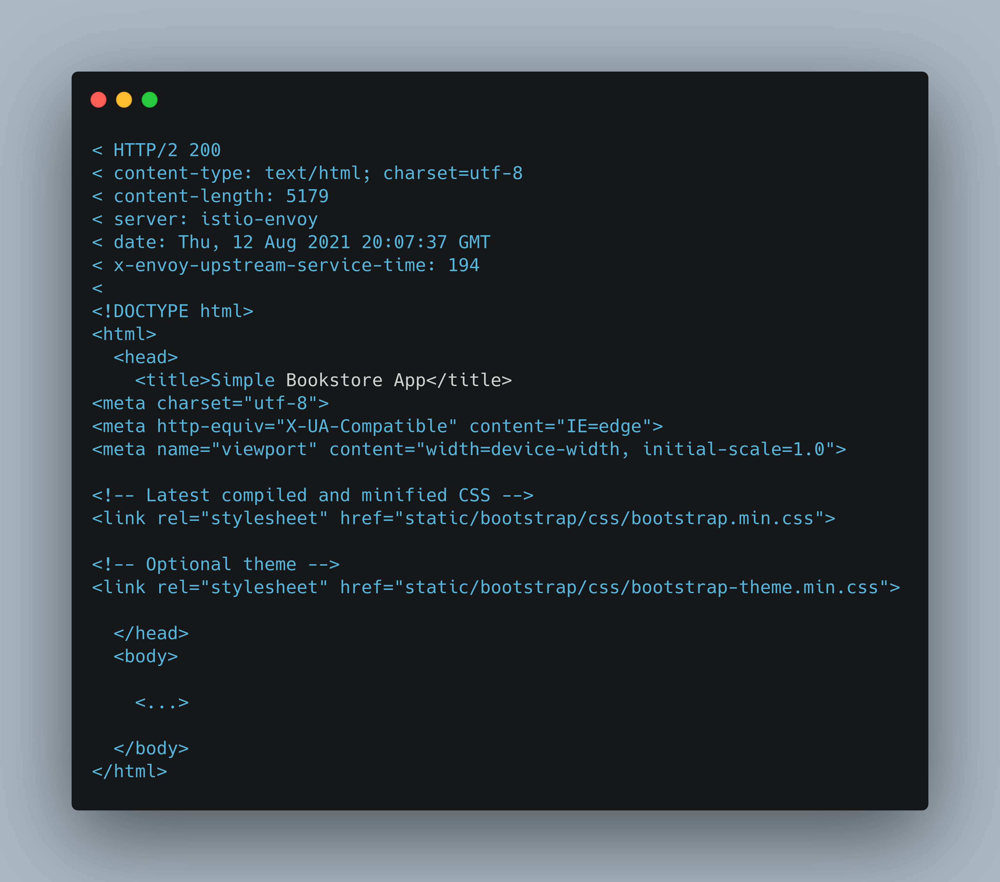 < HTTP/2 200
< content-type: text/html; charset=utf-8
< content-length: 5179
< server: istio-envoy
< date: Thu, 12 Aug 2021 20:07:37 GMT
< x-envoy-upstream-service-time: 194
<
<!DOCTYPE html>
<html>
  <head>
    <title>Simple Bookstore App</title>
<meta charset="utf-8">
<meta http-equiv="X-UA-Compatible" content="IE=edge">
<meta name="viewport" content="width=device-width, initial-scale=1.0">

<!-- Latest compiled and minified CSS -->
<link rel="stylesheet" href="static/bootstrap/css/bootstrap.min.css">

<!-- Optional theme -->
<link rel="stylesheet" href="static/bootstrap/css/bootstrap-theme.min.css">

  </head>
  <body>

    <...>

  </body>
</html>